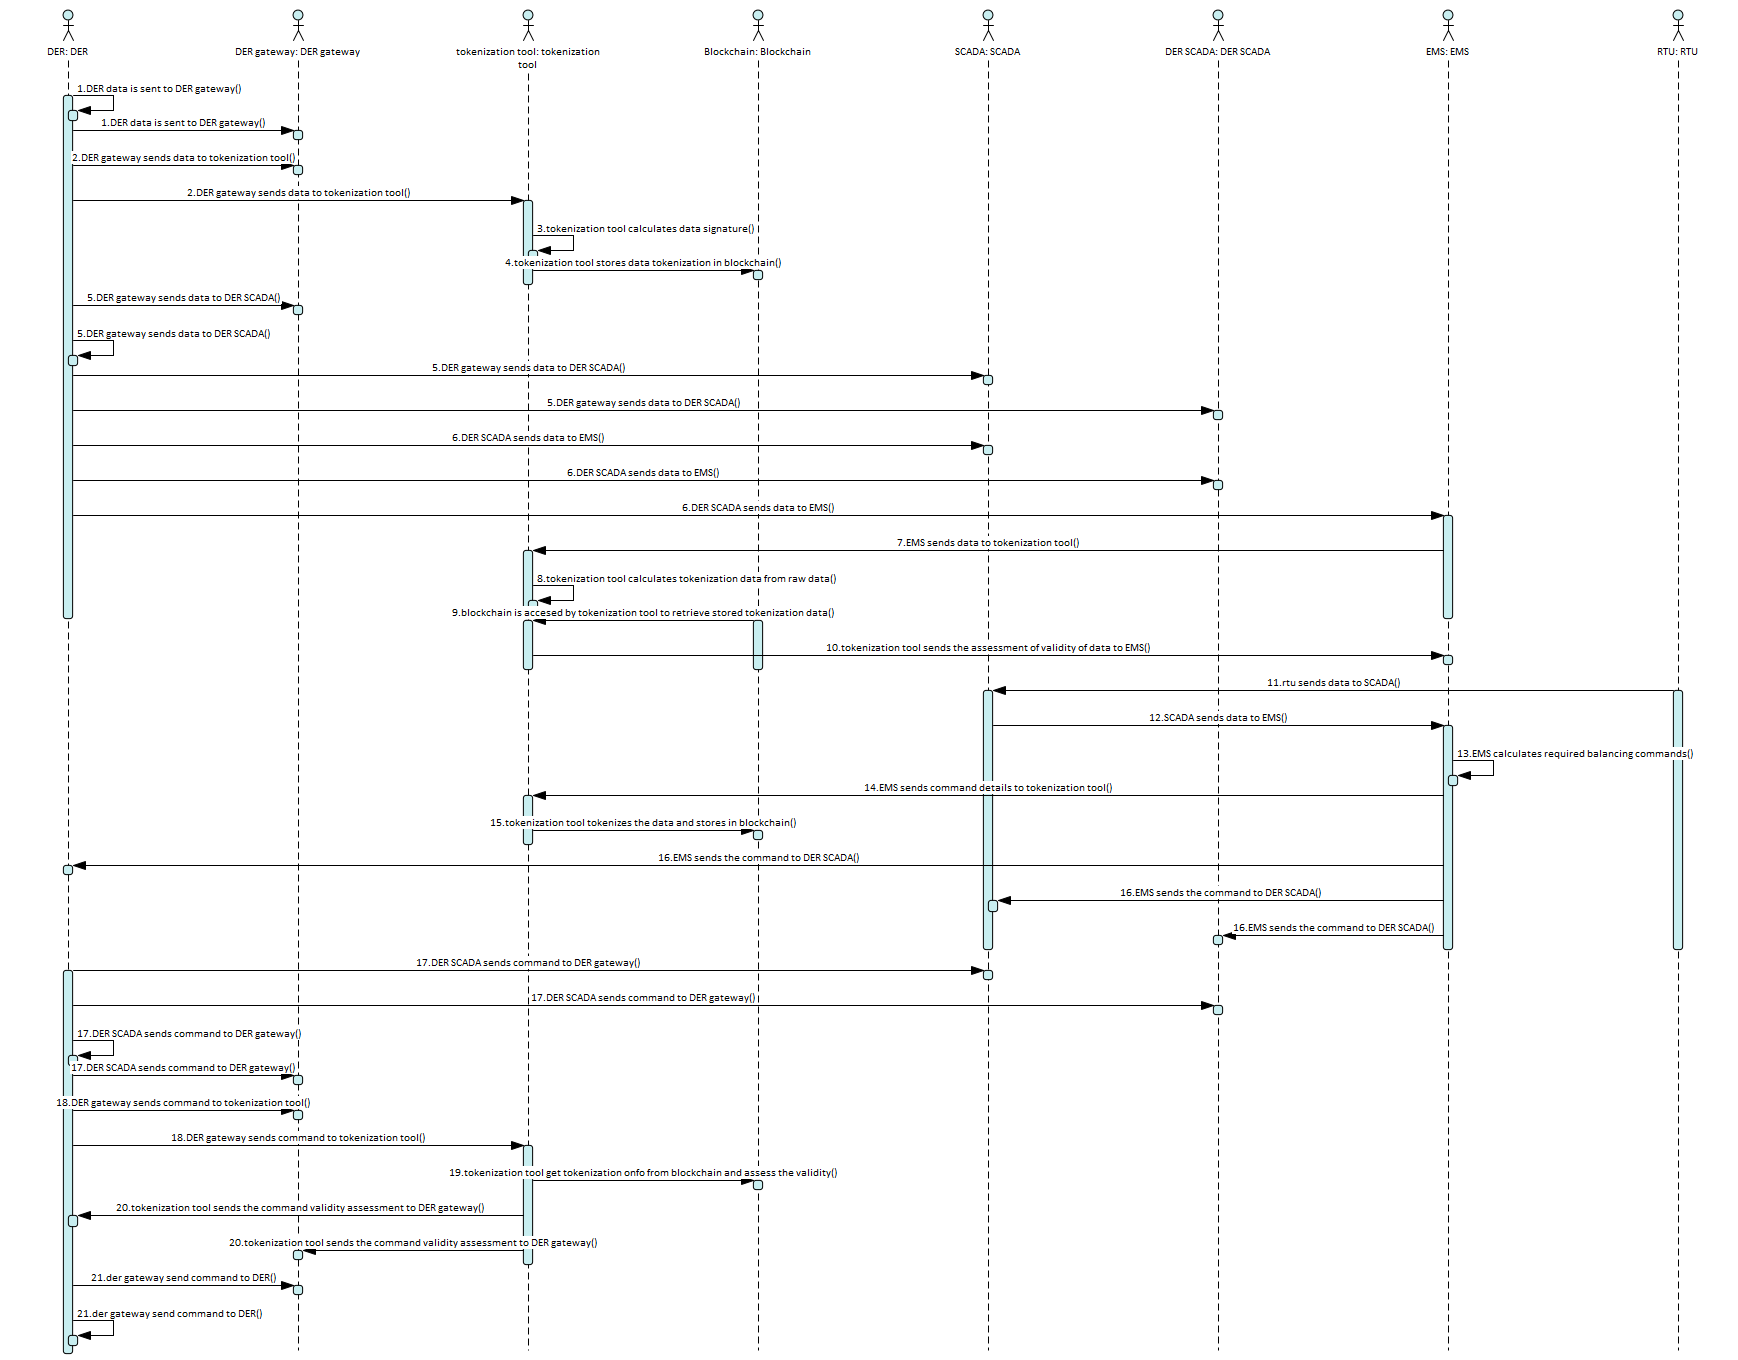 DER: DER
DER gateway: DER gateway
tokenization tool: tokenization
tool
Blockchain: Blockchain
SCADA: SCADA
DER SCADA: DER SCADA
EMS: EMS
RTU: RTU
1.DER data is sent to DER gateway()
1.DER data is sent to DER gateway()
2.DER gateway sends data to tokenization tool()
2.DER gateway sends data to tokenization tool()
3.tokenization tool calculates data signature()
4.tokenization tool stores data tokenization in blockchain()
5.DER gateway sends data to DER SCADA()
5.DER gateway sends data to DER SCADA()
5.DER gateway sends data to DER SCADA()
5.DER gateway sends data to DER SCADA()
6.DER SCADA sends data to EMS()
6.DER SCADA sends data to EMS()
6.DER SCADA sends data to EMS()
7.EMS sends data to tokenization tool()
8.tokenization tool calculates tokenization data from raw data()
9.blockchain is accesed by tokenization tool to retrieve stored tokenization data()
10.tokenization tool sends the assessment of validity of data to EMS()
11.rtu sends data to SCADA()
12.SCADA sends data to EMS()
13.EMS calculates required balancing commands()
14.EMS sends command details to tokenization tool()
15.tokenization tool tokenizes the data and stores in blockchain()
16.EMS sends the command to DER SCADA()
16.EMS sends the command to DER SCADA()
16.EMS sends the command to DER SCADA()
17.DER SCADA sends command to DER gateway()
17.DER SCADA sends command to DER gateway()
17.DER SCADA sends command to DER gateway()
17.DER SCADA sends command to DER gateway()
18.DER gateway sends command to tokenization tool()
18.DER gateway sends command to tokenization tool()
19.tokenization tool get tokenization onfo from blockchain and assess the validity()
20.tokenization tool sends the command validity assessment to DER gateway()
20.tokenization tool sends the command validity assessment to DER gateway()
21.der gateway send command to DER()
21.der gateway send command to DER()